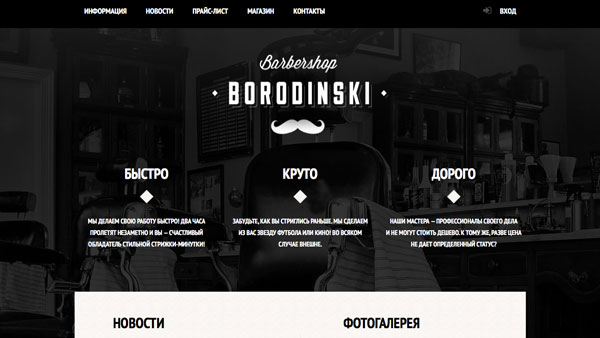 ИНФОРМАЦИЯ НОВОСТИ ПРАЙС-ЛИСТ МАГАЗИН КОНТАКТЫ ВХОД
Barbershop
BORODINSKI
БЫСТРО
МЫ ДЕЛАЕМ СВОЮ РАБОТУ БЫСТРО! ДВА ЧАСА
ПРОЛЕТЯТ НЕЗАМЕТНО И ВЫ — СЧАСТЛИВЫЙ
ОБЛАДАТЕЛЬ СТИЛЬНОЙ СТРИЖКИ-МИНУТКИ!
КРУТО
ЗАБУДЬТЕ, КАК ВЫ СТРИГЛИСЬ РАНЬШЕ. МЫ СДЕЛАЕМ
ИЗ ВАС ЗВЕЗДУ ФУТБОЛА ИЛИ КИНО! ВО ВСЯКОМ
СЛУЧАЕ ВНЕШНЕ.
ДОРОГО
НАШИ МАСТЕРА — ПРОФЕССИОНАЛЫ СВОЕГО ДЕЛА
И НЕ МОГУТ СТОИТЬ ДЕШЕВО. К ТОМУ ЖЕ, РАЗВЕ ЦЕНА
НЕ ДАЕТ ОПРЕДЕЛЕННЫЙ СТАТУС?
НОВОСТИ
ФОТОГАЛЕРЕЯ